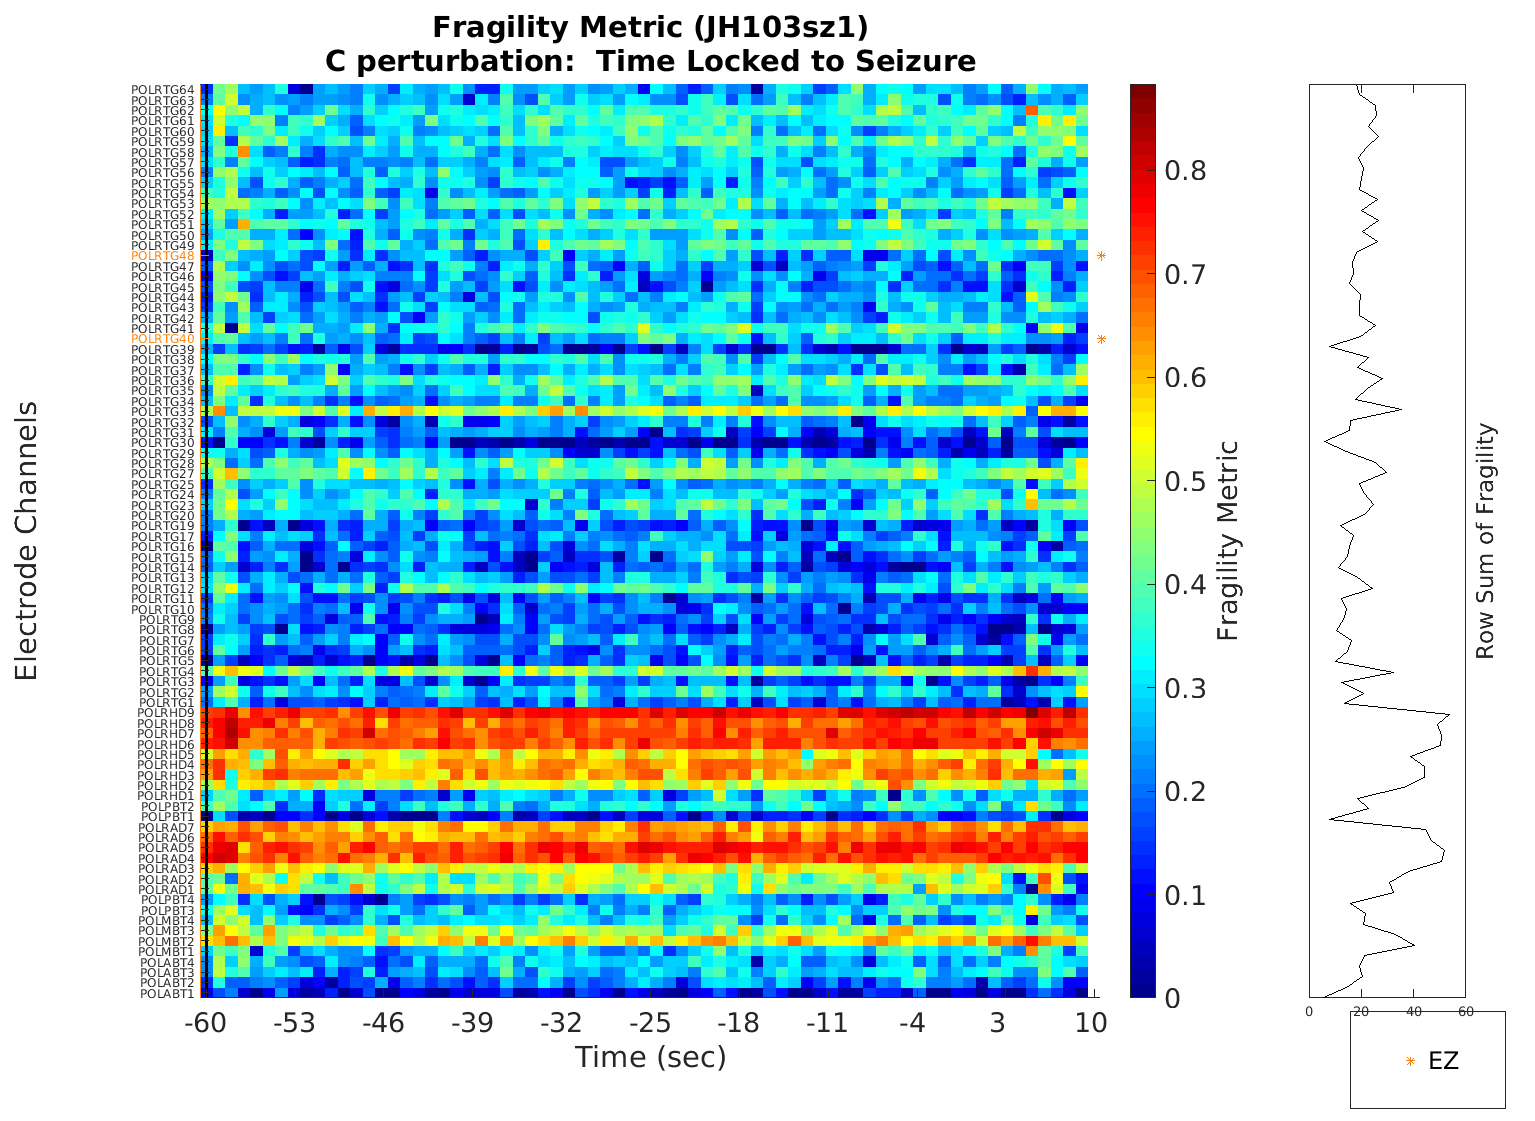 Fragility Metric (JH103sz1)
C perturbation:  Time Locked to Seizure
Electrode Channels
POLRTG64
POLRTG63
POLRTG62
POLRTG61
POLRTG60
POLRTG59
POLRTG58
POLRTG57
POLRTG56
POLRTG55
POLRTG54
POLRTG53
POLRTG52
POLRTG51
POLRTG50
POLRTG49
POLRTG48
POLRTG47
POLRTG46
POLRTG45
POLRTG44
POLRTG43
POLRTG42
POLRTG41
POLRTG40
POLRTG39
POLRTG38
POLRTG37
POLRTG36
POLRTG35
POLRTG34
POLRTG33
POLRTG32
POLRTG31
POLRTG30
POLRTG29
POLRTG28
POLRTG27
POLRTG25
POLRTG24
POLRTG23
POLRTG20
POLRTG19
POLRTG17
POLRTG16
POLRTG15
POLRTG14
POLRTG13
POLRTG12
POLRTG11
POLRTG10
POLRTG9
POLRTG8
POLRTG7
POLRTG6
POLRTG5
POLRTG4
POLRTG3
POLRTG2
POLRTG1
POLRHD9
POLRHD8
POLRHD7
POLRHD6
POLRHD5
POLRHD4
POLRHD3
POLRHD2
POLRHD1
POLPBT2
POLPBT1
POLRAD7
POLRAD6
POLRAD5
POLRAD4
POLRAD3
POLRAD2
POLRAD1
POLPBT4
POLPBT3
POLMBT4
POLMBT3
POLMBT2
POLMBT1
POLABT4
POLABT3
POLABT2
POLABT1
-60 -53 -46 -39 -32 -25 -18 -11 -4 3 10
Time (sec)
0.8
0.7
0.6
0.5
0.4
0.3
0.2
0.1
0
Fragility Metric
0 20 40 60
Row Sum of Fragility
EZ